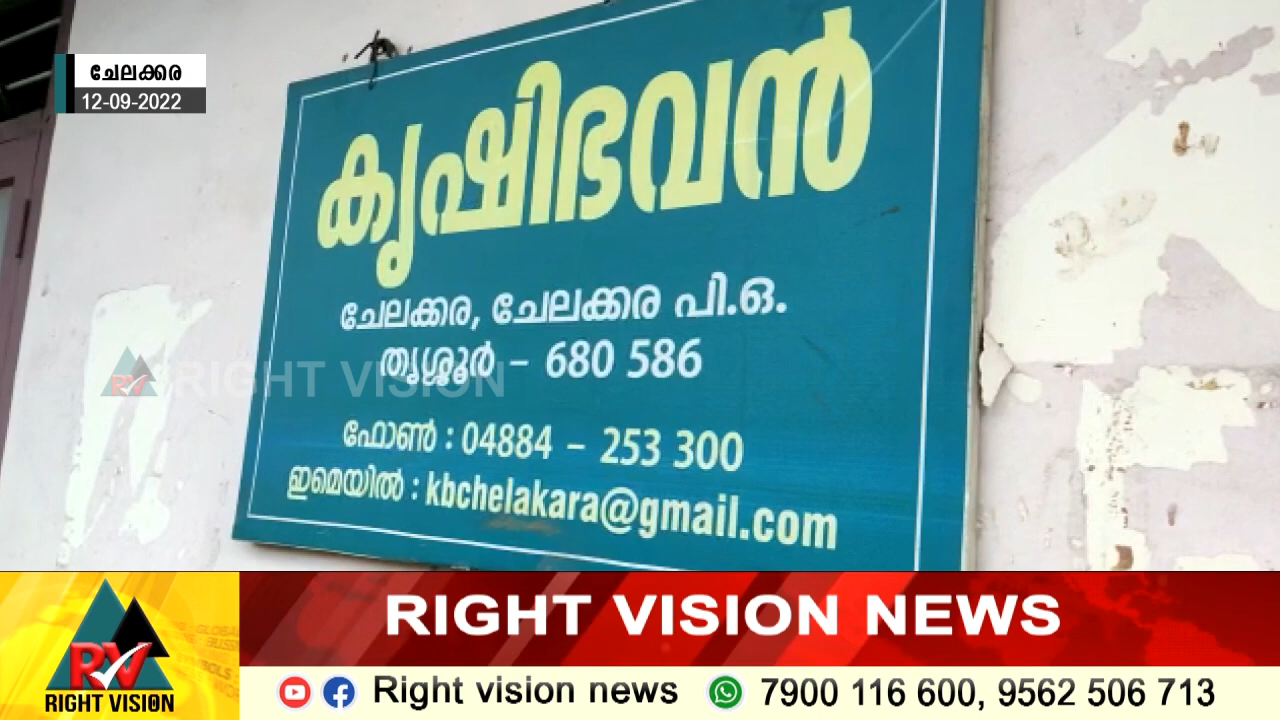 ചേലക്കര
12-09-2022
കൃഷിഭവൻ
ചേലക്കര, ചേലക്കര പി.ഒ.
തൃശ്ശൂർ – 680 586
RV RIGHT VISION
ഫോൺ : 04884 – 253 300
ഇമെയിൽ : kbchelakara@gmail.com
RV
RIGHT VISION
RIGHT VISION NEWS
Right vision news 7900 116 600, 9562 506 713